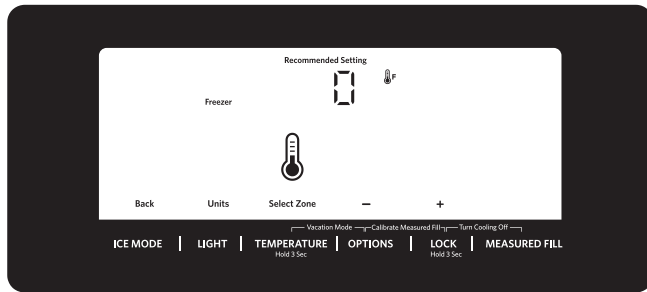 Recommended Setting
0 F
Freezer
Back Units Select Zone – +
Vacation Mode Calibrate Measured Fill Turn Cooling Off
ICE MODE LIGHT TEMPERATURE OPTIONS LOCK MEASURED FILL
Hold 3 Sec Hold 3 Sec